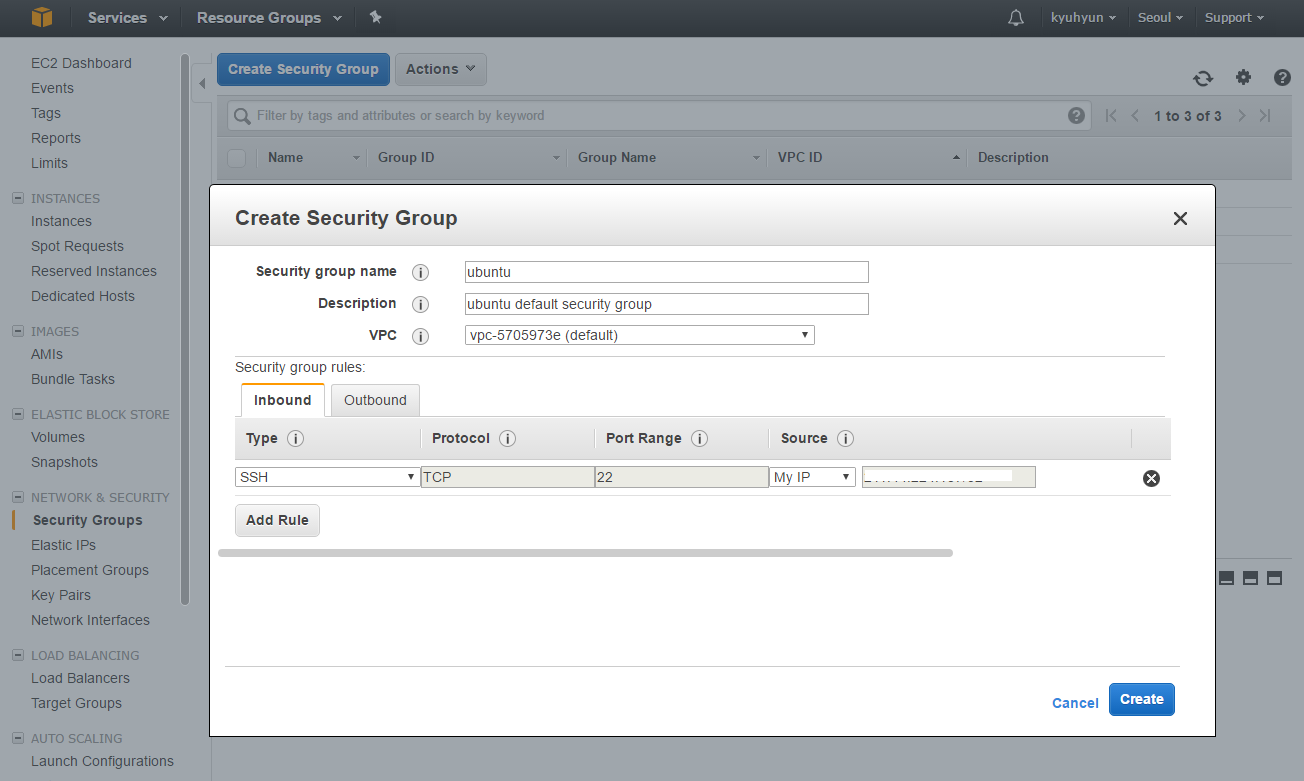 Services Resource Groups kyuhyun Seoul Support
EC2 Dashboard
Events
Tags
Reports
Limits
INSTANCES
Instances
Spot Requests
Reserved Instances
Dedicated Hosts
IMAGES
AMIs
Bundle Tasks
ELASTIC BLOCK STORE
Volumes
Snapshots
NETWORK & SECURITY
Security Groups
Elastic IPs
Placement Groups
Key Pairs
Network Interfaces
LOAD BALANCING
Load Balancers
Target Groups
AUTO SCALING
Launch Configurations
Create Security Group Actions
Filter by tags and attributes or search by keyword 1 to 3 of 3
Name Group ID Group Name VPC ID Description
Create Security Group
Security group name ubuntu
Description ubuntu default security group
VPC vpc-5705973e (default)
Security group rules:
Inbound Outbound
Type Protocol Port Range Source
SSH TCP 22 My IP
Add Rule
Cancel Create